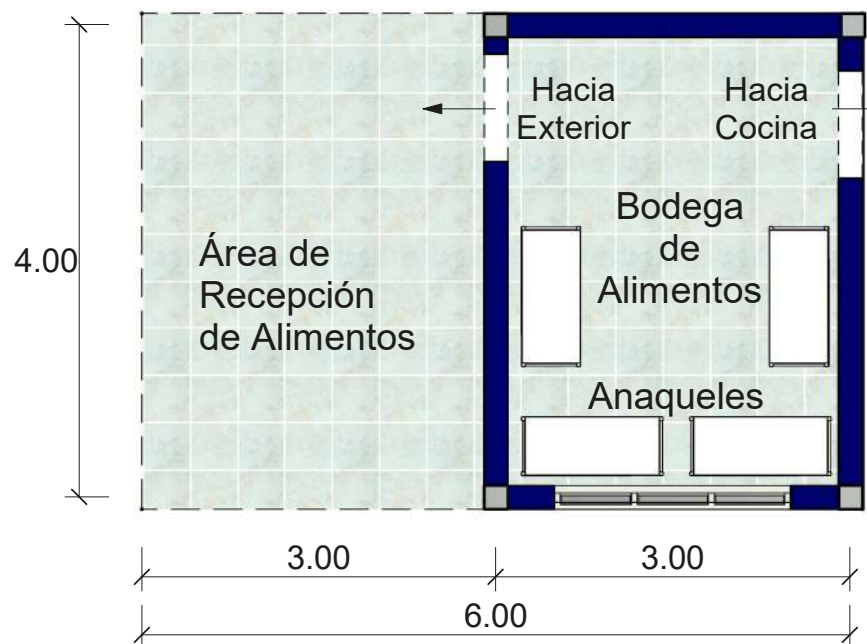 Hacia
Exterior
Hacia
Cocina
Bodega
de
Alimentos
4.00
Área de
Recepción
de Alimentos
Anaqueles
3.00
3.00
6.00